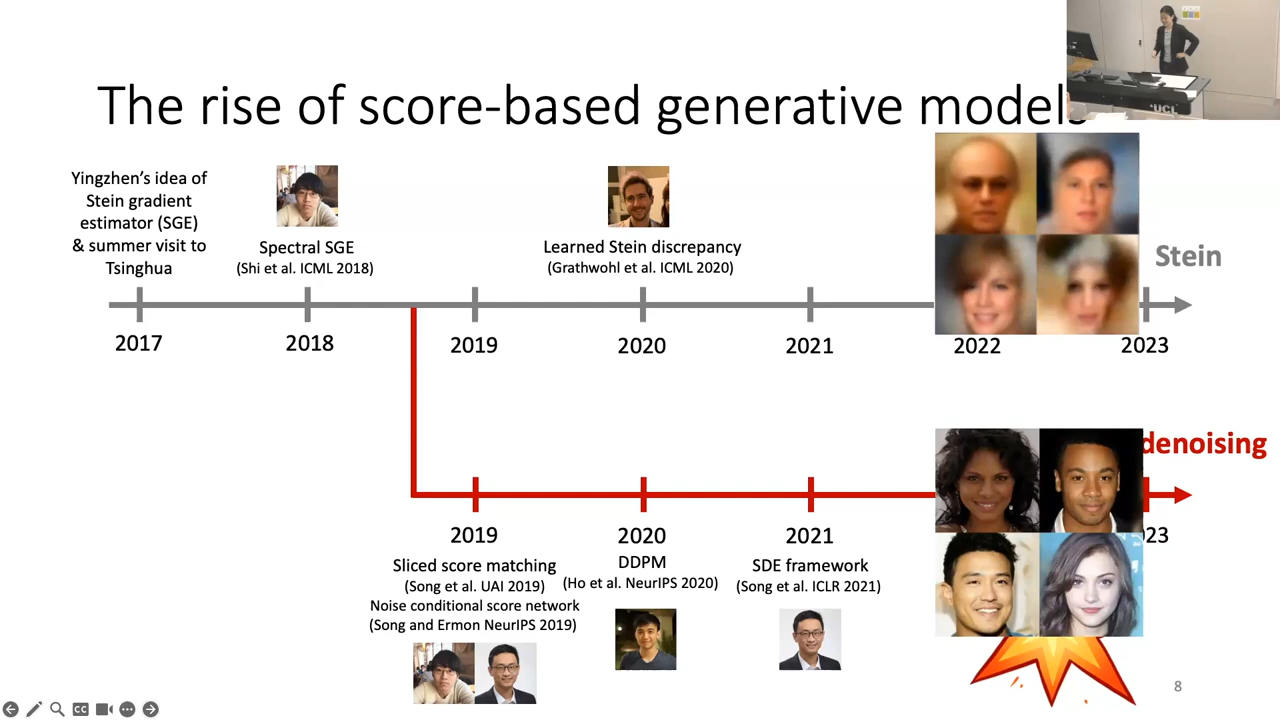 The rise of score-based generative models
UCL
Yingzhen's idea of
Stein gradient
estimator (SGE)
& summer visit to
Tsinghua
Spectral SGE
(Shi et al. ICML 2018)
Learned Stein discrepancy
(Grathwohl et al. ICML 2020)
Stein
2017
2018
2019
2020
2021
2022
2023
denoising
2019
2020
2021
23
Sliced score matching
(Song et al. UAI 2019)
Noise conditional score network
(Song and Ermon NeurIPS 2019)
DDPM
(Ho et al. NeurIPS 2020)
SDE framework
(Song et al. ICLR 2021)
CC
8